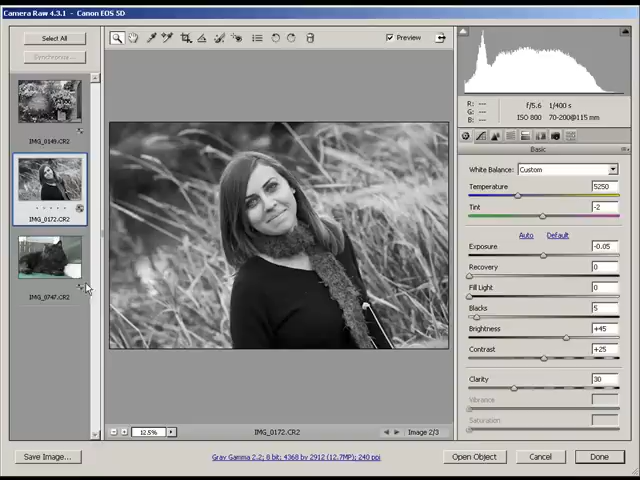 Camera Raw 4.3.1 - Canon EOS 5D
Select All
Synchronize...
Preview
IMG_0149.CR2
IMG_0172.CR2
IMG_0747.CR2
R: ---
G: ---
B: ---
f/5.6 1/400 s
ISO 800 70-200@115 mm
Basic
White Balance: Custom
Temperature 5250
Tint -2
Auto Default
Exposure -0.05
Recovery 0
Fill Light 0
Blacks 5
Brightness +45
Contrast +25
Clarity 30
Vibrance
Saturation
12.5%
IMG_0172.CR2
Image 2/3
Save Image...
Gray Gamma 2.2; 8 bit; 4368 by 2912 (12.7MP); 240 ppi
Open Object
Cancel
Done